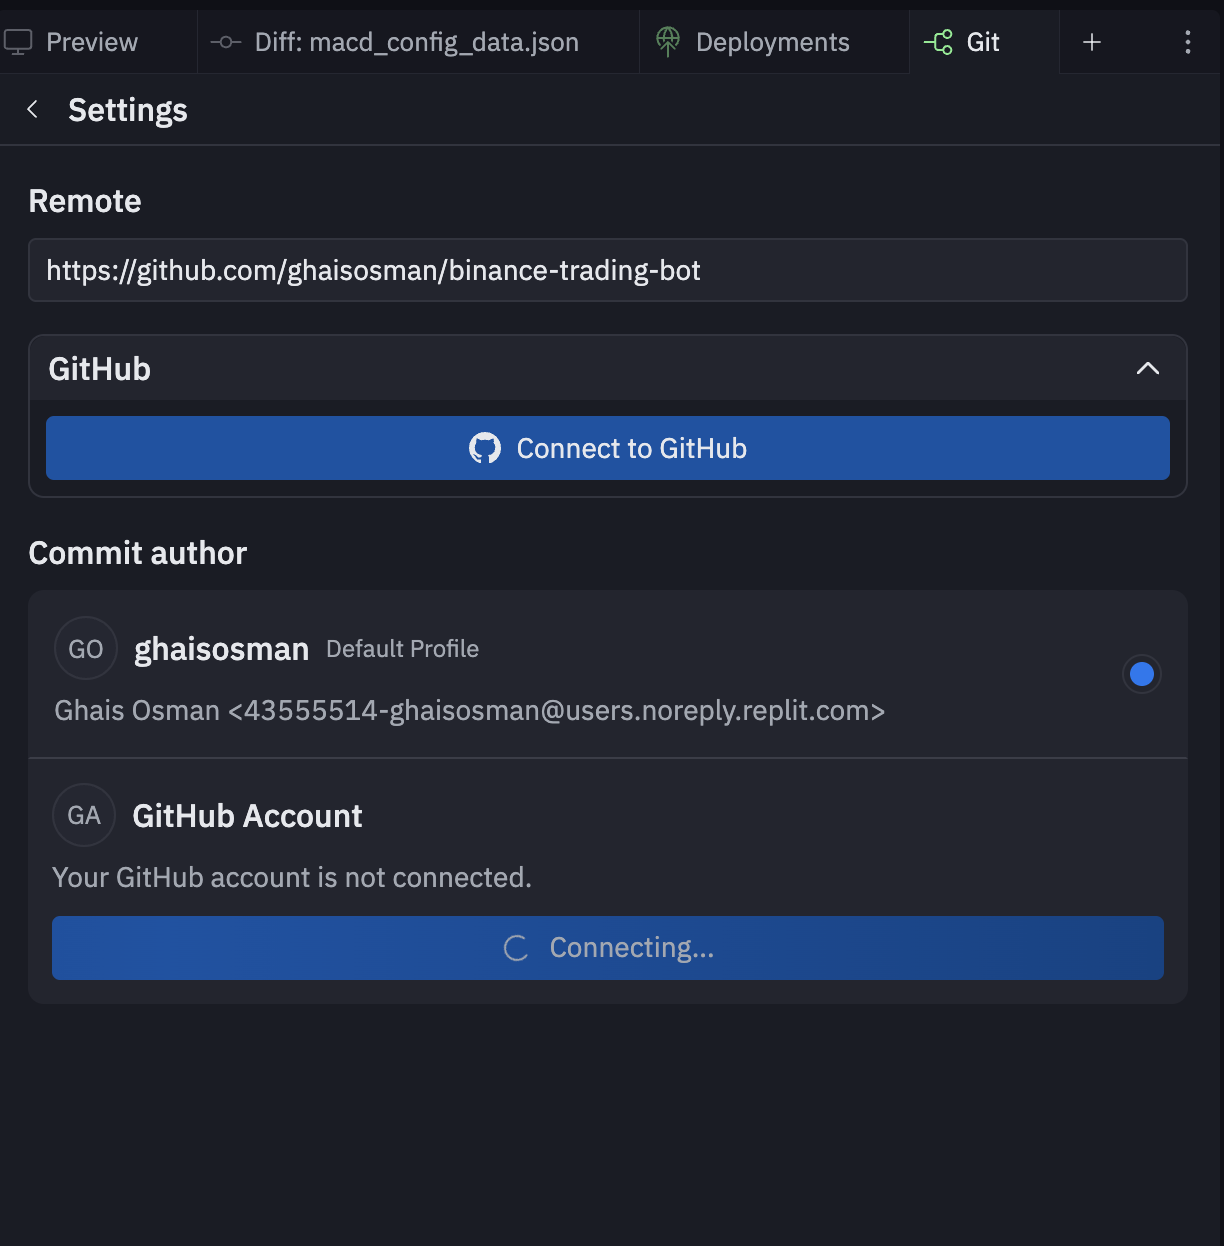 Preview
Diff: macd_config_data.json
Deployments
Git
Settings
Remote
https://github.com/ghaisosman/binance-trading-bot
GitHub
Connect to GitHub
Commit author
GO
ghaisosman Default Profile
Ghais Osman <43555514-ghaisosman@users.noreply.replit.com>
GA
GitHub Account
Your GitHub account is not connected.
Connecting...